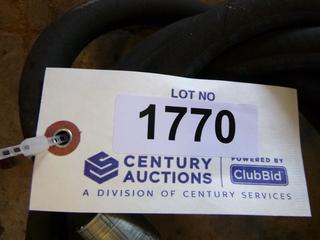 LOT NO
1770
CENTURY
AUCTIONS
POWERED BY
ClubBid
A DIVISION OF CENTURY SERVICES